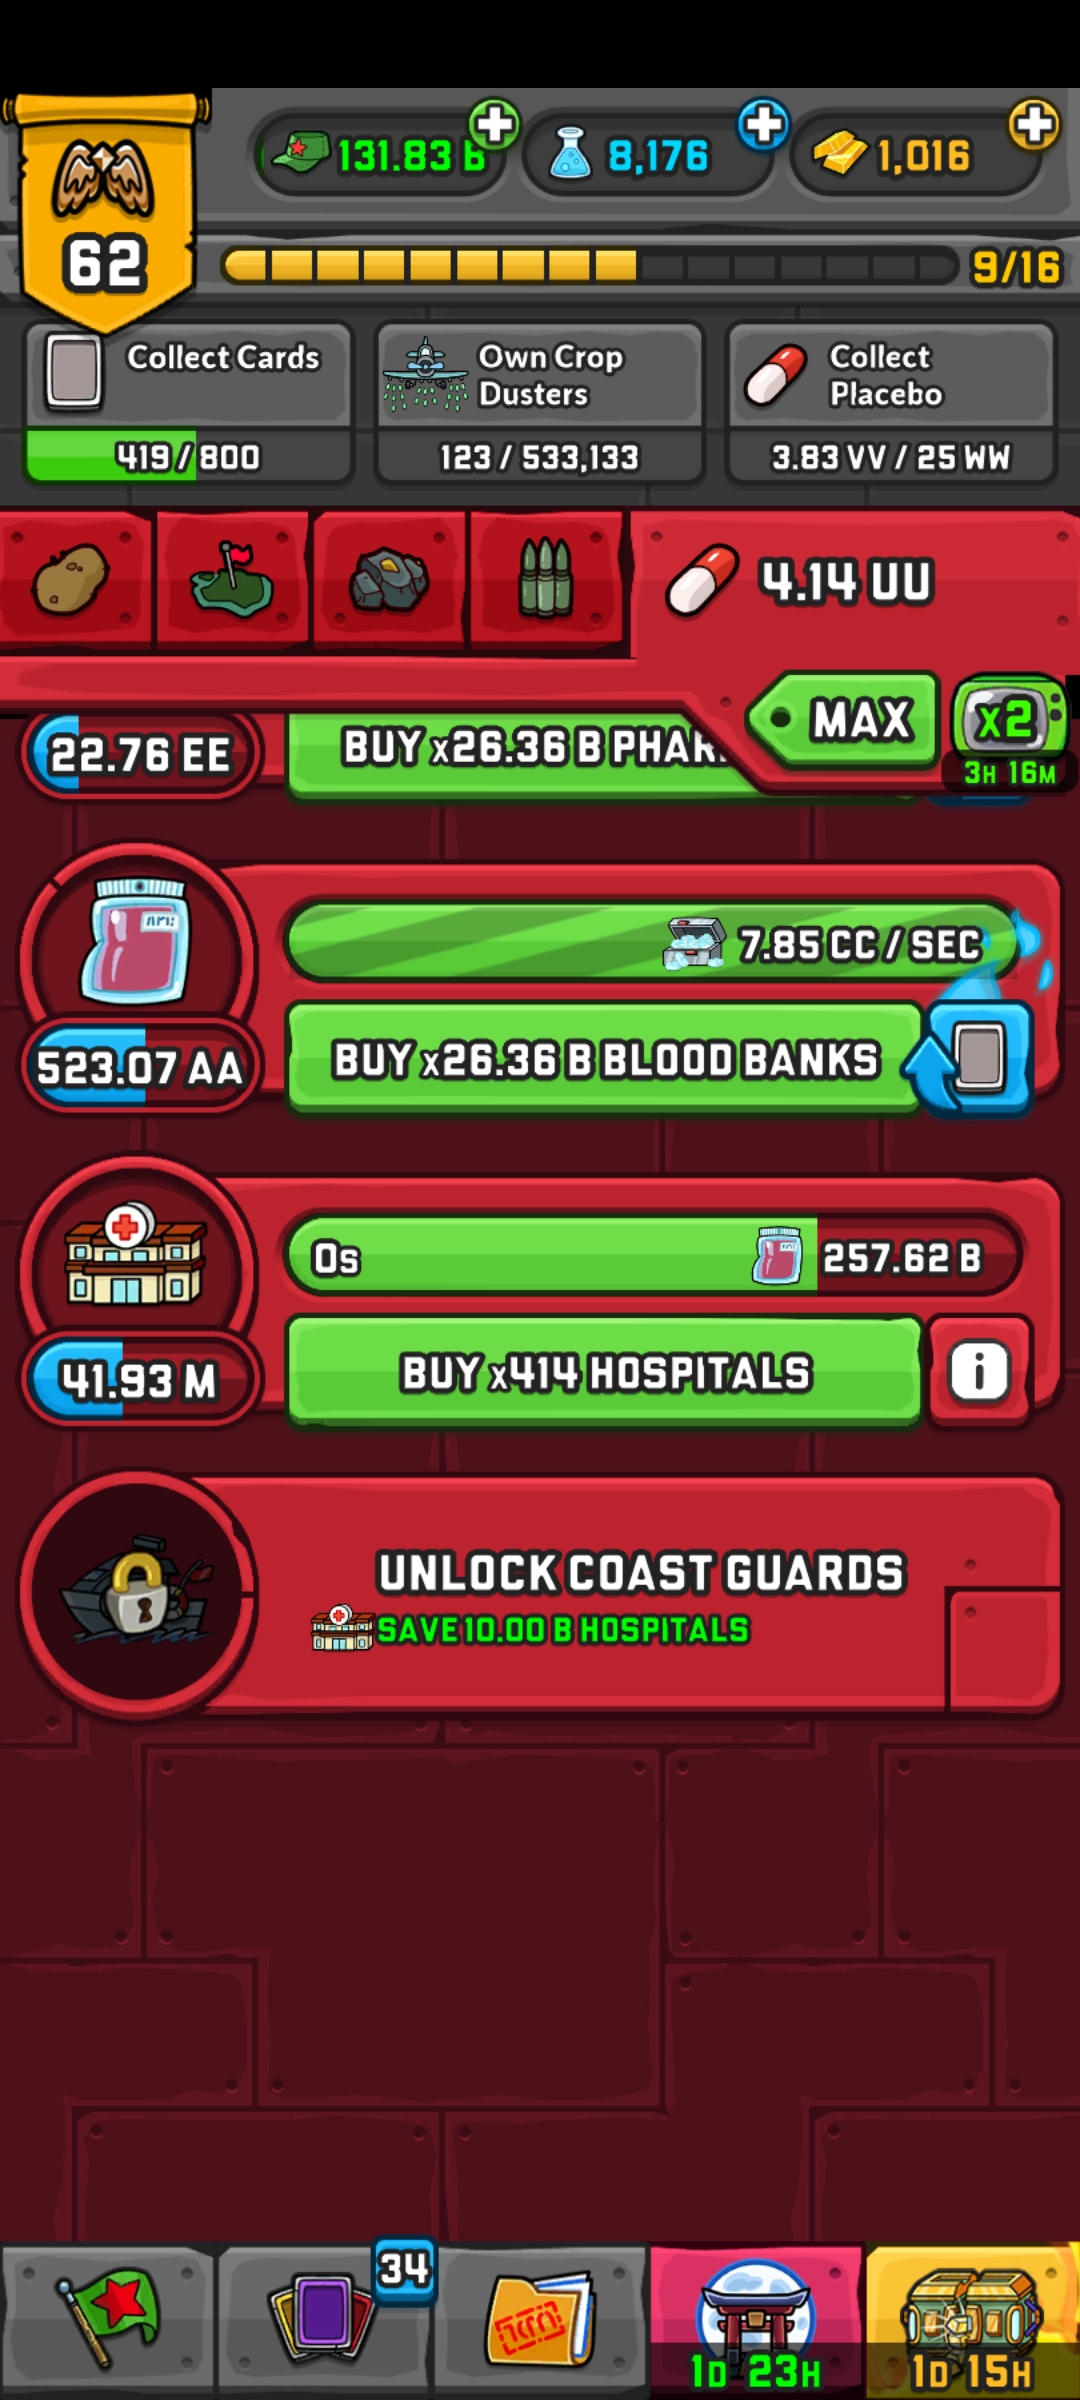 131.83 B
8,176
1,016
62
9/16
Collect Cards
419 / 800
Own Crop
Dusters
123 / 533,133
Collect
Placebo
3.83 VV / 25 WW
4.14 UU
MAX
x2
3H 16M
22.76 EE
BUY x26.36 B PHAR
7.85 CC / SEC
523.07 AA
BUY x26.36 B BLOOD BANKS
0s
257.62 B
41.93 M
BUY x414 HOSPITALS
i
UNLOCK COAST GUARDS
SAVE 10.00 B HOSPITALS
34
1D 23H
1D 15H